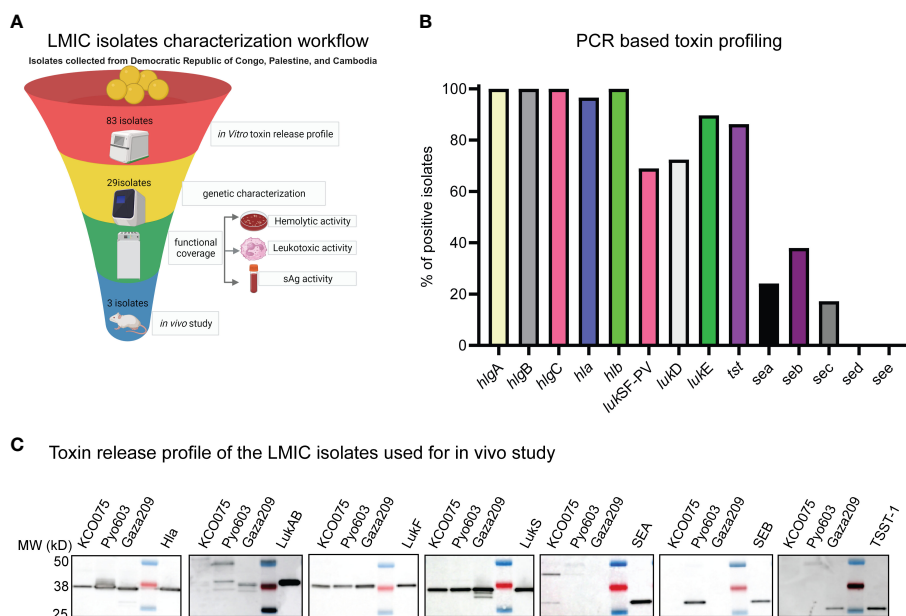 A
LMIC isolates characterization workflow
Isolates collected from Democratic Republic of Congo, Palestine, and Cambodia
83 isolates
in Vitro toxin release profile
29isolates
genetic characterization
functional
coverage
Hemolytic activity
Leukotoxic activity
sAg activity
3 isolates
in vivo study
B
PCR based toxin profiling
% of positive isolates
100
80
60
40
20
0
hlgA
hlgB
hlgC
hla
hlb
lukSF-PV
lukD
lukE
tst
sea
seb
sec
sed
see
C
Toxin release profile of the LMIC isolates used for in vivo study
MW (kD)
50
38
25
KCO075 Pyo603 Gaza209 Hla
KCO075 Pyo603 Gaza209 LukAB
KCO075 Pyo603 Gaza209 LukF
KCO075 Pyo603 Gaza209 LukS
KCO075 Pyo603 Gaza209 SEA
KCO075 Pyo603 Gaza209 SEB
KCO075 Pyo603 Gaza209 TSST-1